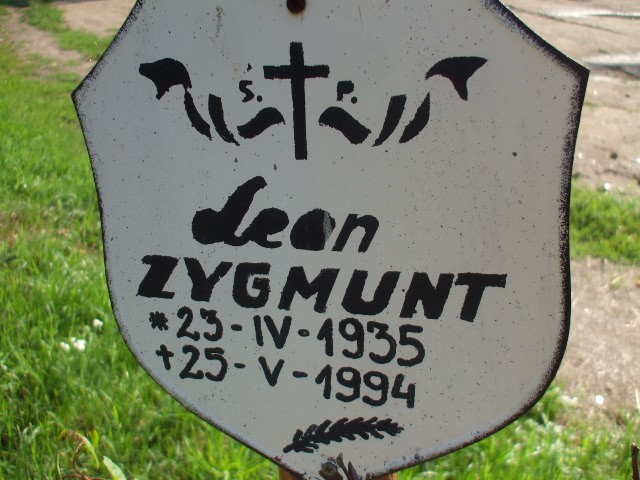 Ś. P.
Leon
ZYGMUNT
* 23-IV-1935
+ 25-V-1994